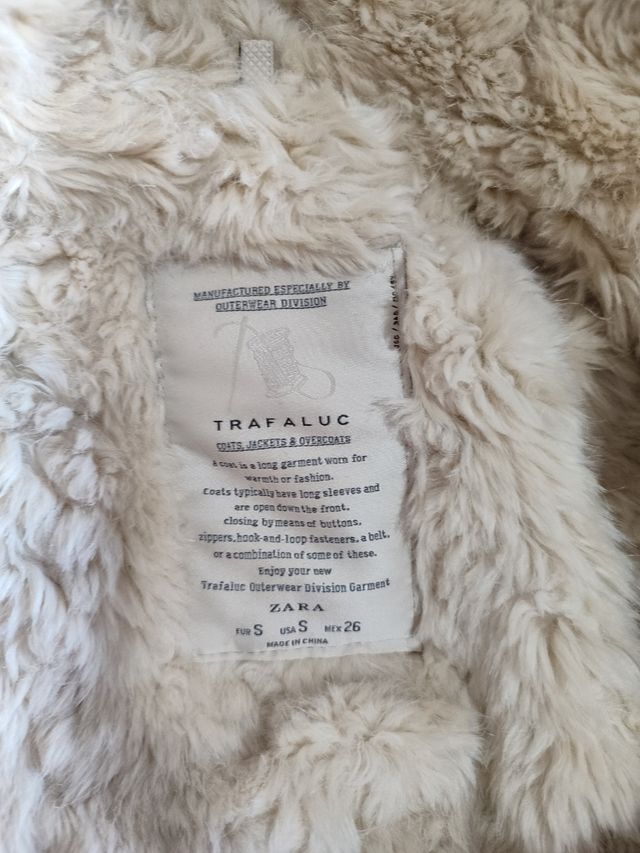 MANUFACTURED ESPECIALLY BY
OUTERWEAR DIVISION
TRAFALUC
COATS, JACKETS & OVERCOATS
A coat is a long garment worn for
warmth or fashion.
Coats typically have long sleeves and
are open down the front,
closing by means of buttons,
zippers, hook-and-loop fasteners, a belt,
or a combination of some of these.
Enjoy your new
Trafaluc Outerwear Division Garment
ZARA
EUR S USA S MEX 26
MADE IN CHINA